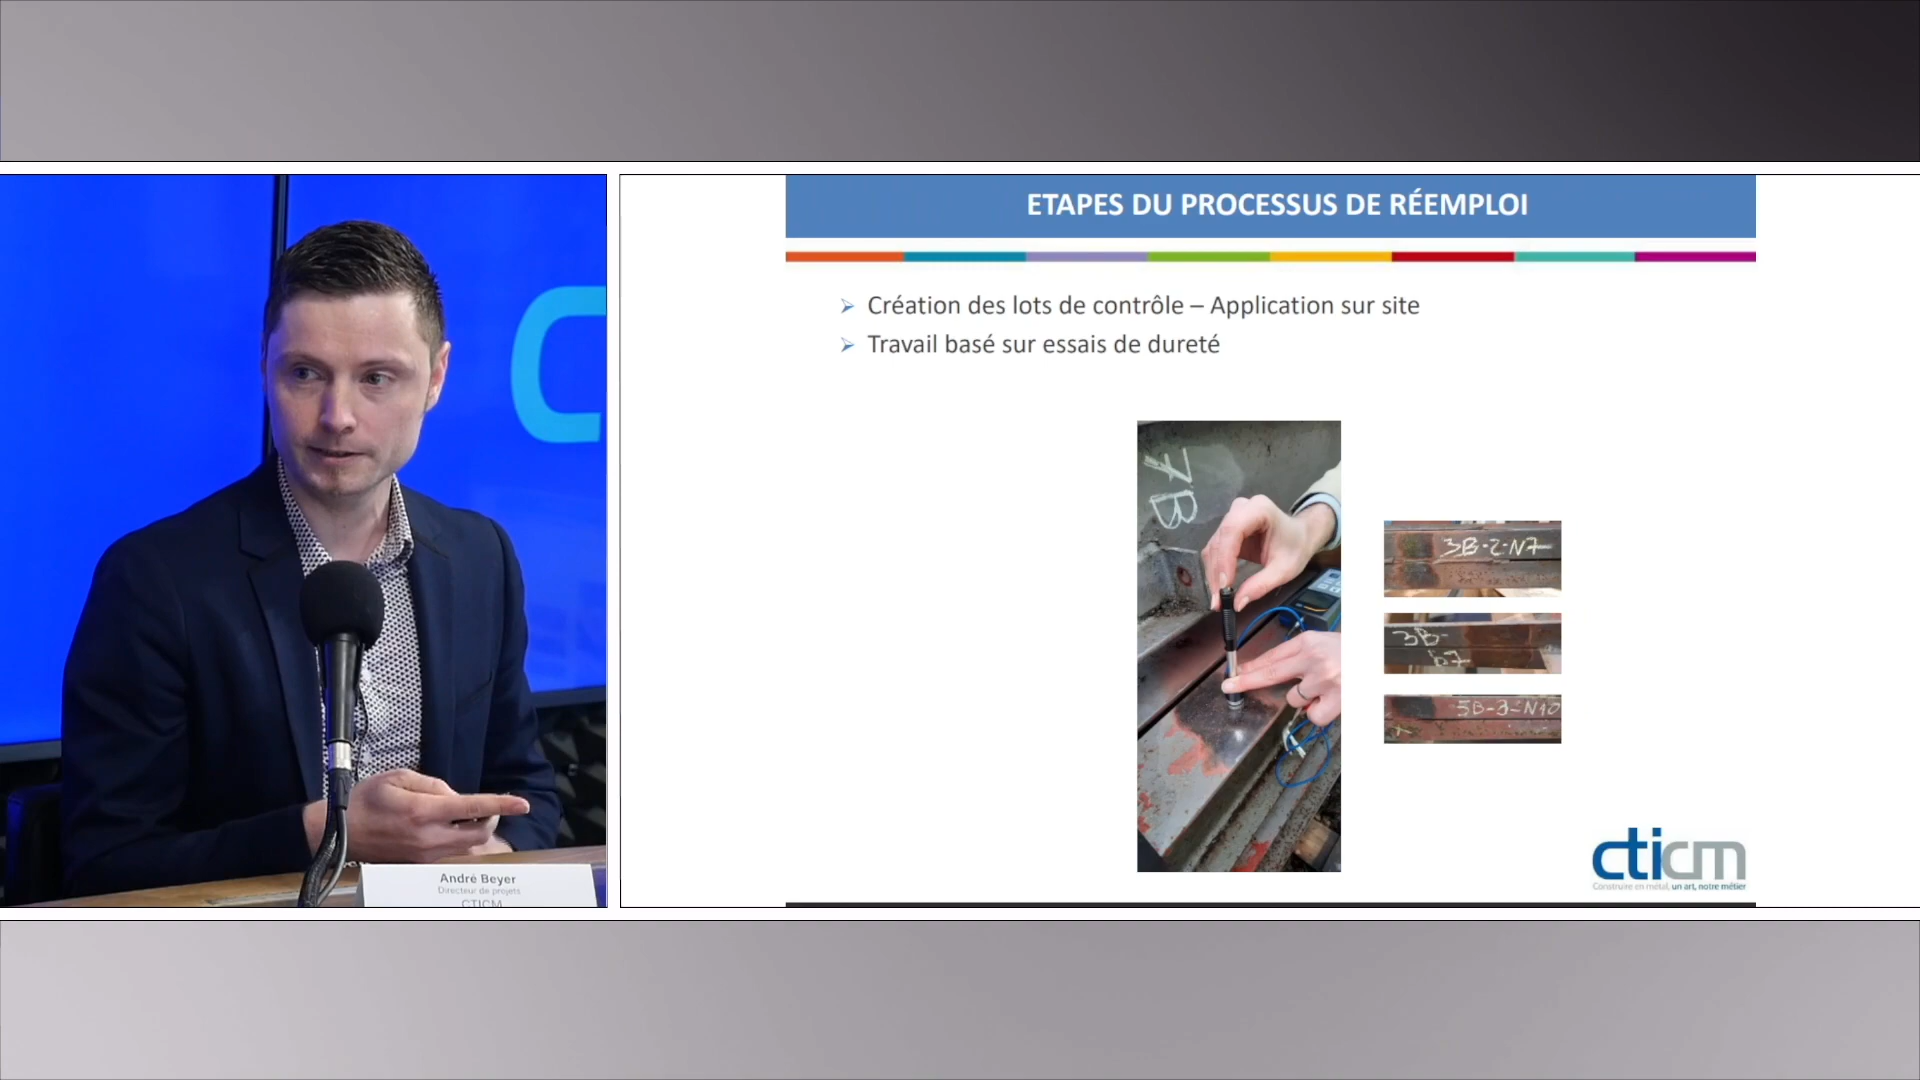 ETAPES DU PROCESSUS DE RÉEMPLOI
Création des lots de contrôle – Application sur site
Travail basé sur essais de dureté
7B
3B-2-N7
3B-
b7
5B-3-N10
cticm
Construire en métal, un art, notre métier
André Beyer
Directeur de projets
CTICM